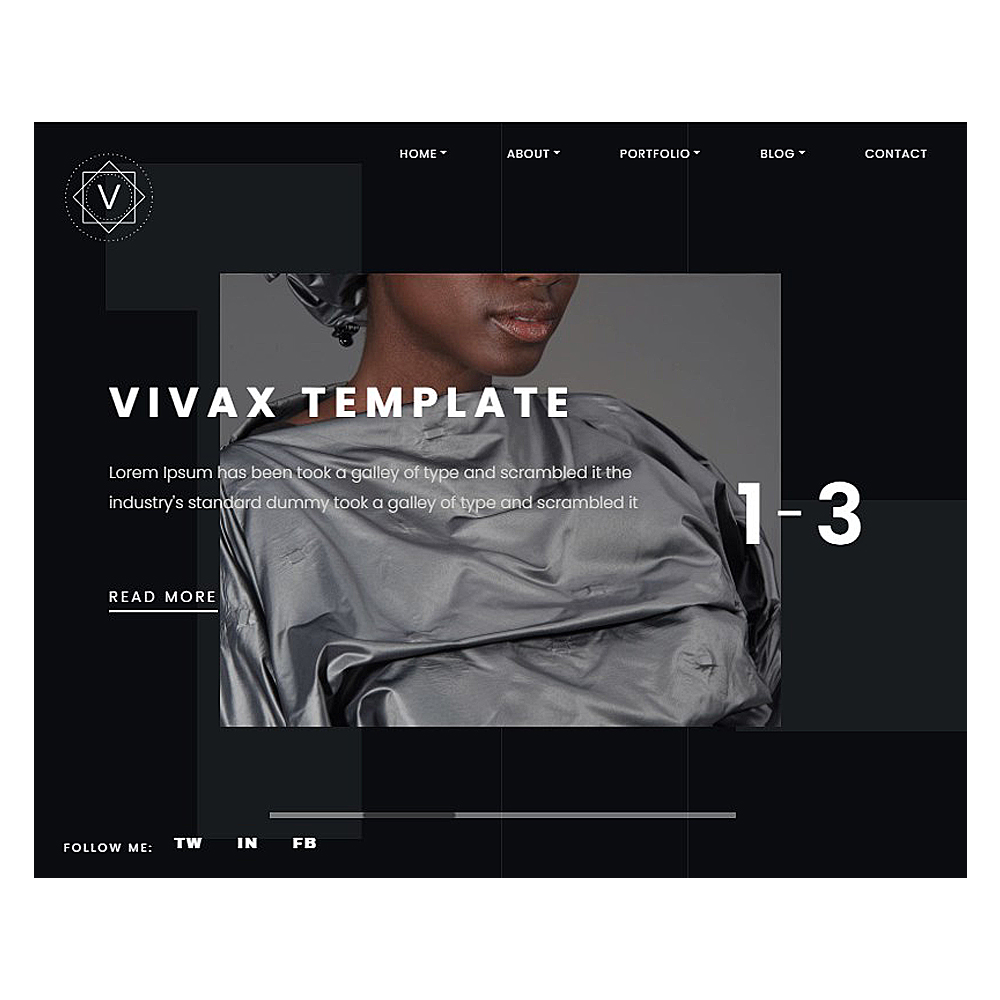 HOME ABOUT PORTFOLIO BLOG CONTACT
V
VIVAX TEMPLATE
Lorem Ipsum has been took a galley of type and scrambled it the
industry's standard dummy took a galley of type and scrambled it
1 - 3
READ MORE
FOLLOW ME: TW IN FB